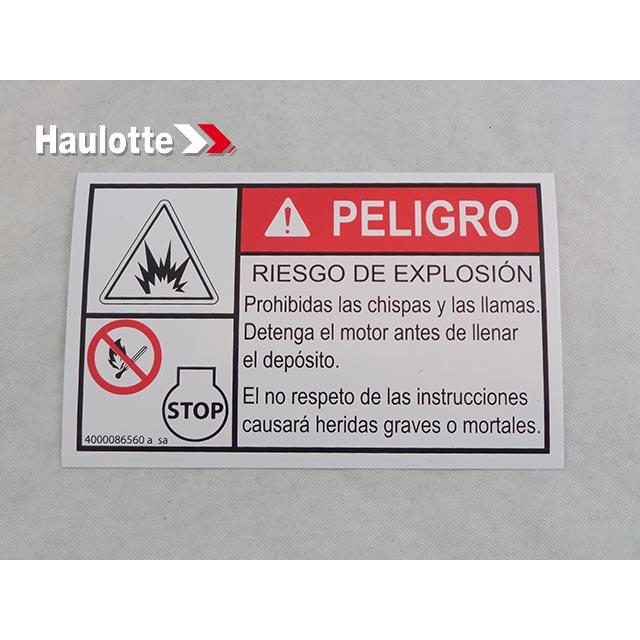 Haulotte
PELIGRO
RIESGO DE EXPLOSIÓN
Prohibidas las chispas y las llamas.
Detenga el motor antes de llenar
el depósito.
El no respeto de las instrucciones
causará heridas graves o mortales.
STOP
4000086560 a sa